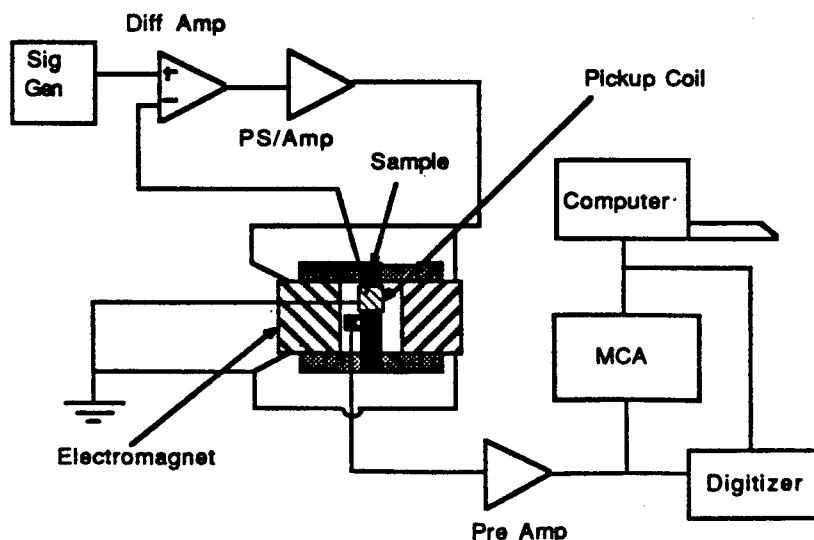 Diff Amp
Sig
Gen
+
−
PS/Amp
Pickup Coil
Sample
Computer
MCA
Electromagnet
Digitizer
Pre Amp